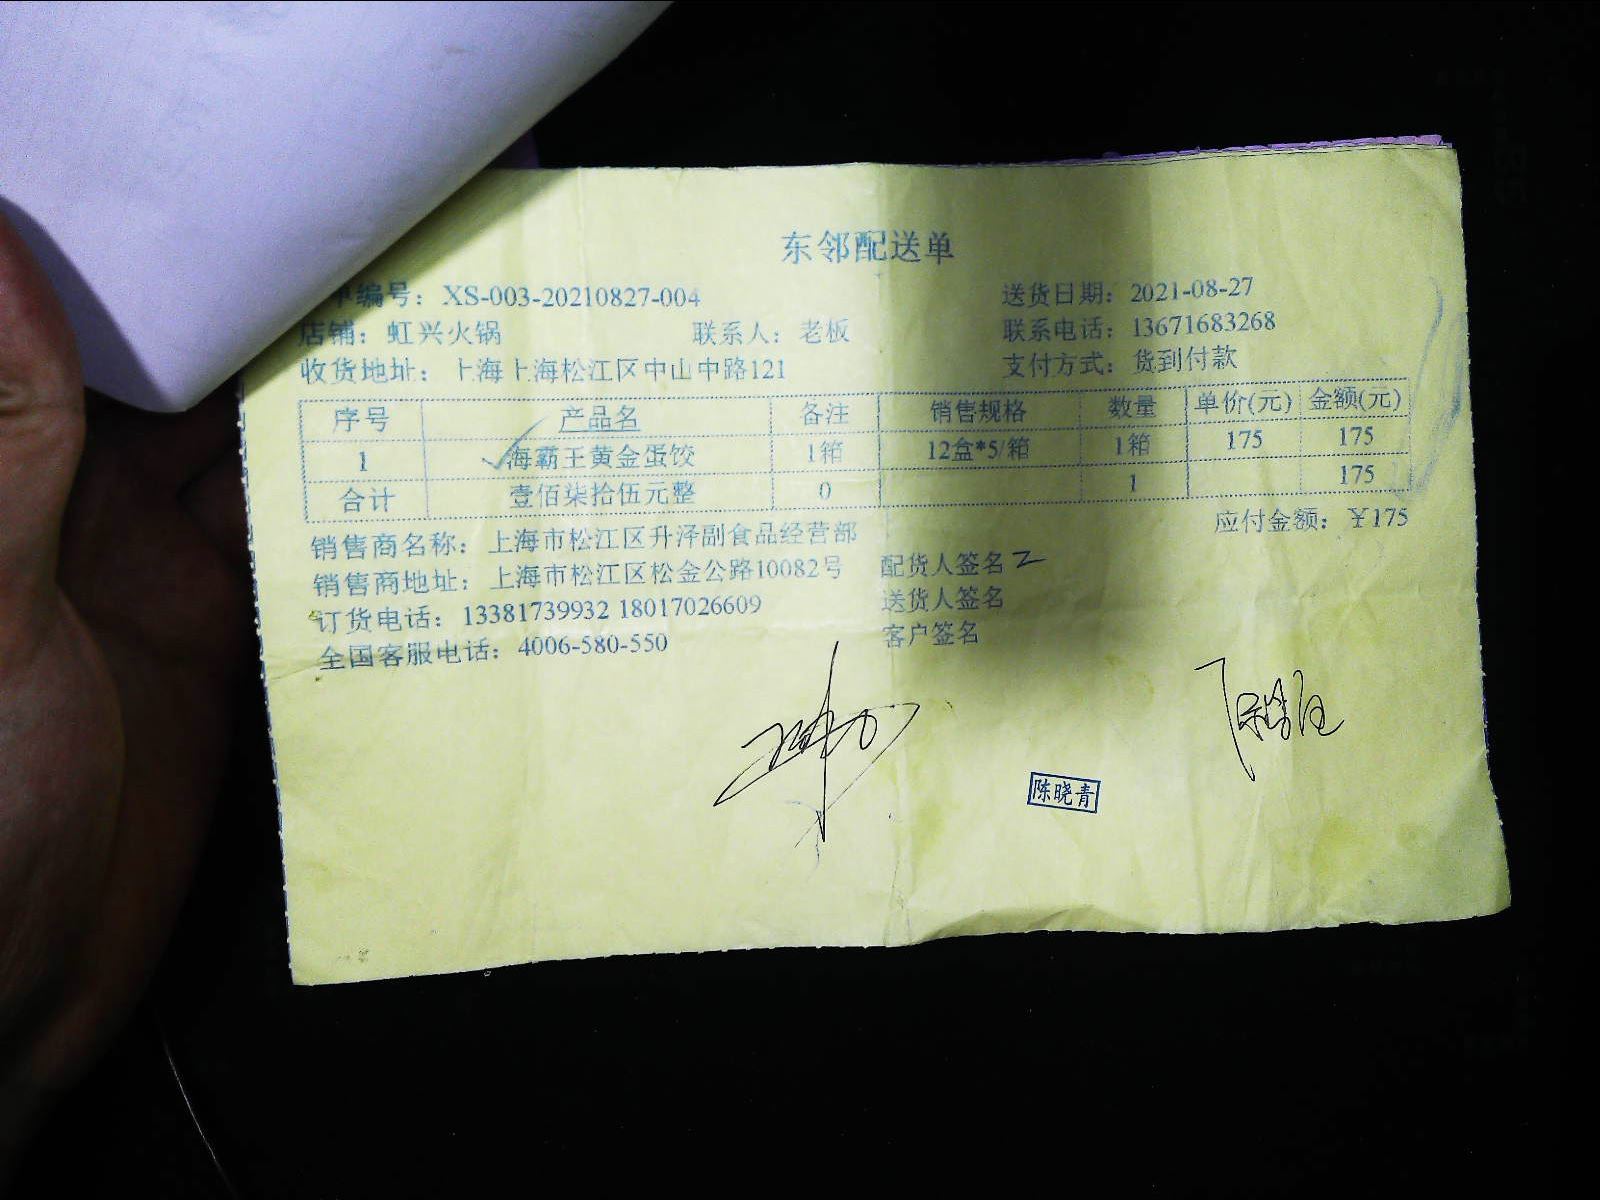 东邻配送单
单编号：XS-003-20210827-004 送货日期：2021-08-27
店铺：虹兴火锅 联系人：老板 联系电话：13671683268
收货地址：上海上海松江区中山中路121 支付方式：货到付款
序号 产品名 备注 销售规格 数量 单价(元) 金额(元)
1 海霸王黄金蛋饺 1箱 12盒*5/箱 1箱 175 175
合计 壹佰柒拾伍元整 0 1 175
应付金额：￥175
销售商名称：上海市松江区升泽副食品经营部
销售商地址：上海市松江区松金公路10082号 配货人签名
订货电话：13381739932 18017026609 送货人签名
全国客服电话：4006-580-550 客户签名
陈晓青